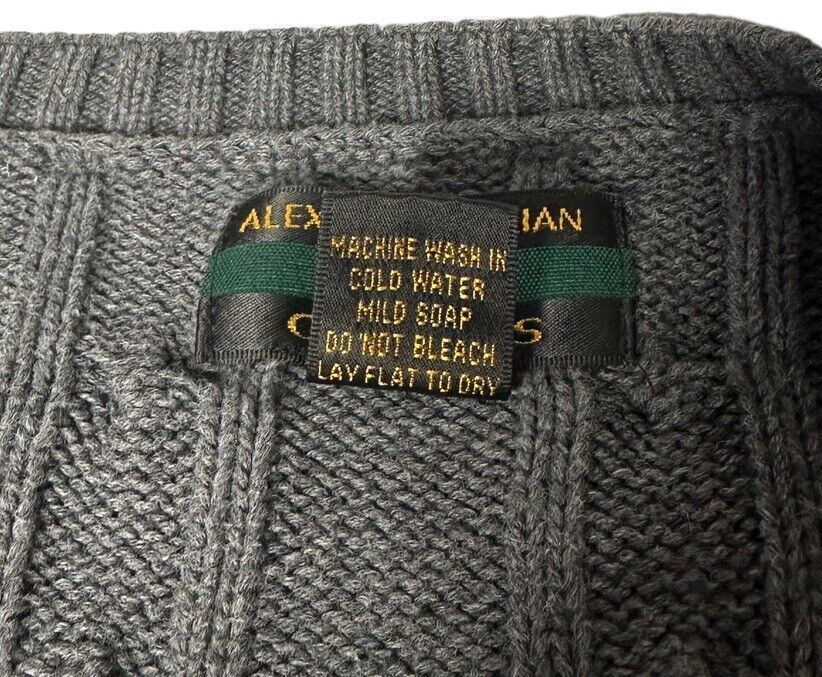 ALEX IAN
MACHINE WASH IN
COLD WATER
MILD SOAP
DO NOT BLEACH
LAY FLAT TO DRY